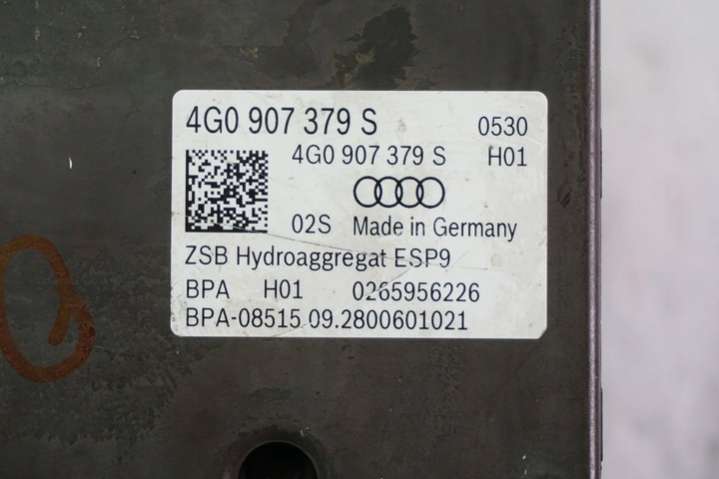 4G0 907 379 S 0530
4G0 907 379 S H01
02S Made in Germany
ZSB Hydroaggregat ESP9
BPA H01 0265956226
BPA-08515 09.2800601021